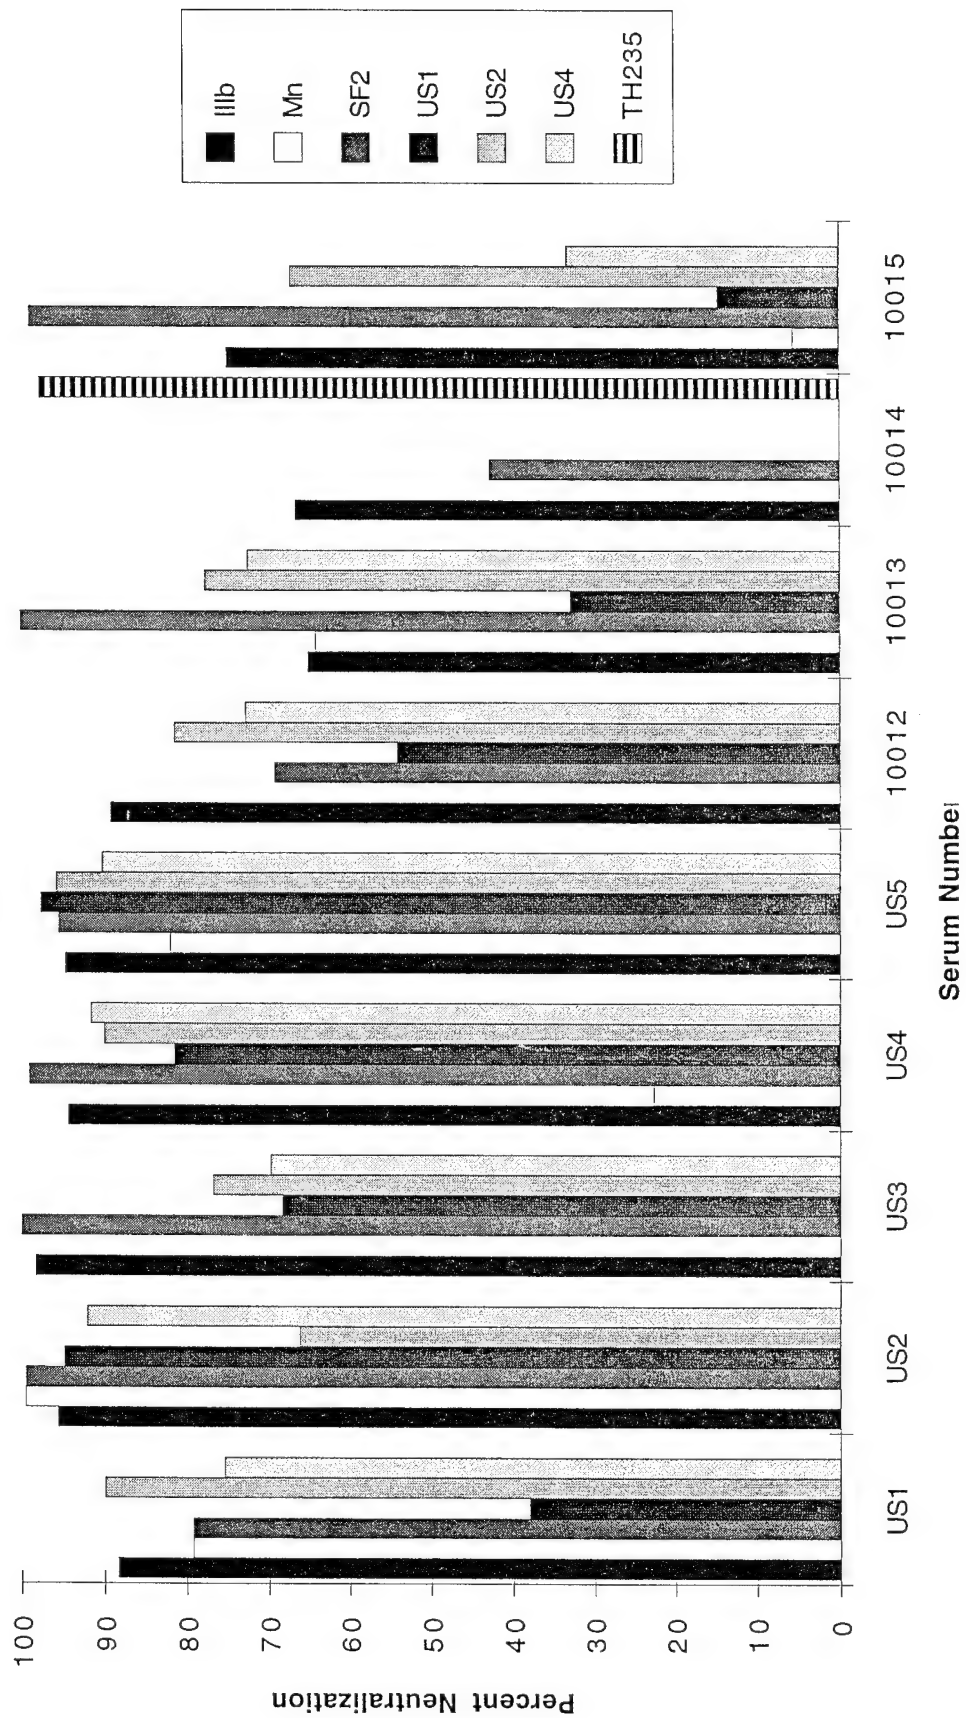 IIIb
Mn
SF2
US1
US2
US4
TH235
100
90
80
70
60
50
40
30
20
10
0
Percent Neutralization
US1 US2 US3 US4 US5 10012 10013 10014 10015
Serum Number